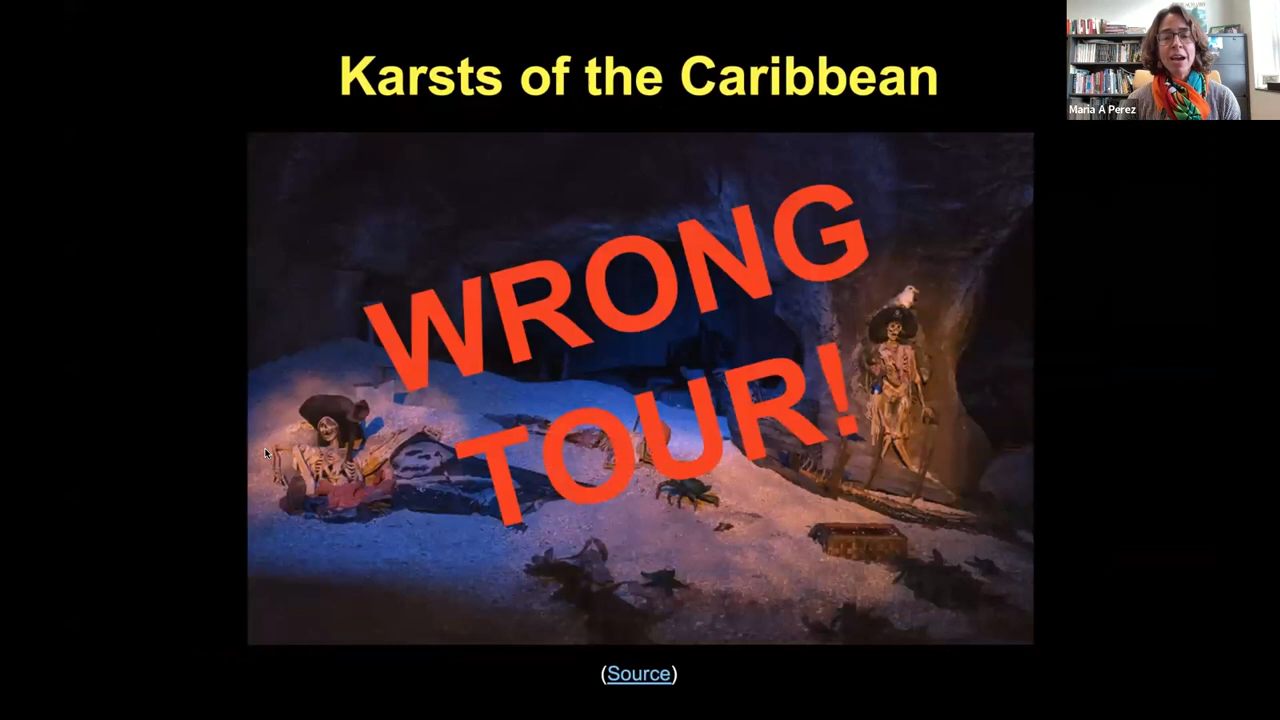 Karsts of the Caribbean
Maria A Perez
WRONG
TOUR!
(Source)